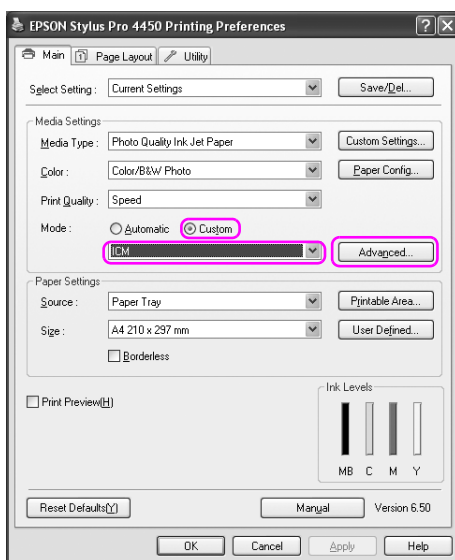 EPSON Stylus Pro 4450 Printing Preferences
Main Page Layout Utility
Select Setting : Current Settings Save/Del...
Media Settings
Media Type : Photo Quality Ink Jet Paper Custom Settings...
Color : Color/B&W Photo Paper Config...
Print Quality : Speed
Mode : Automatic Custom
ICM Advanced...
Paper Settings
Source : Paper Tray Printable Area...
Size : A4 210 x 297 mm User Defined...
Borderless
Print Preview(H)
Ink Levels
MB C M Y
Reset Defaults(Y) Manual Version 6.50
OK Cancel Apply Help